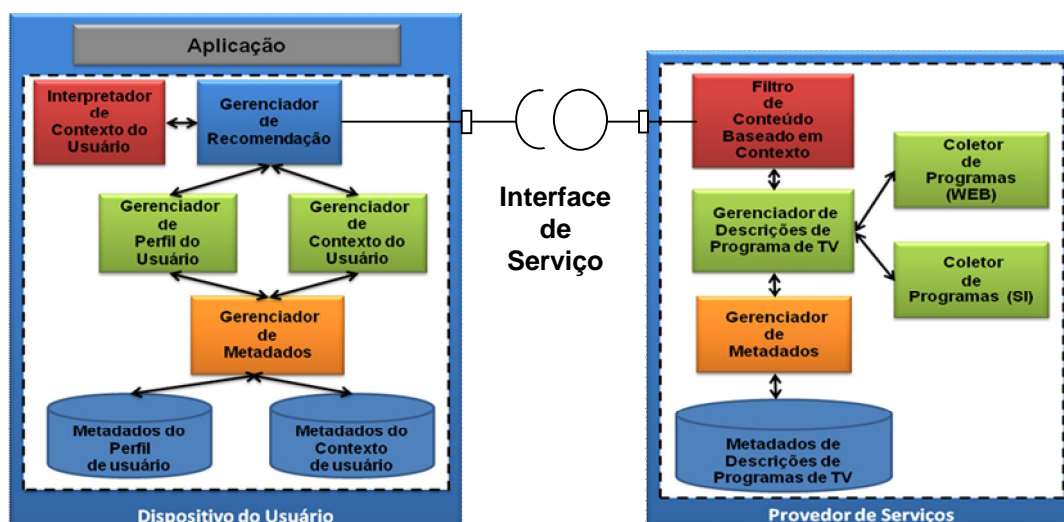 Aplicação
Interpretador
de
Contexto do
Usuário
Gerenciador
de
Recomendação
Gerenciador
de
Perfil do
Usuário
Gerenciador
de
Contexto do
Usuário
Gerenciador
de
Metadados
Metadados do
Perfil
de usuário
Metadados do
Contexto
de usuário
Dispositivo do Usuário
Interface
de
Serviço
Filtro
de
Conteúdo
Baseado em
Contexto
Gerenciador de
Descrições de
Programa de TV
Coletor
de
Programas
(WEB)
Coletor
de
Programas (SI)
Gerenciador
de
Metadados
Metadados de
Descrições de
Programas de TV
Provedor de Serviços